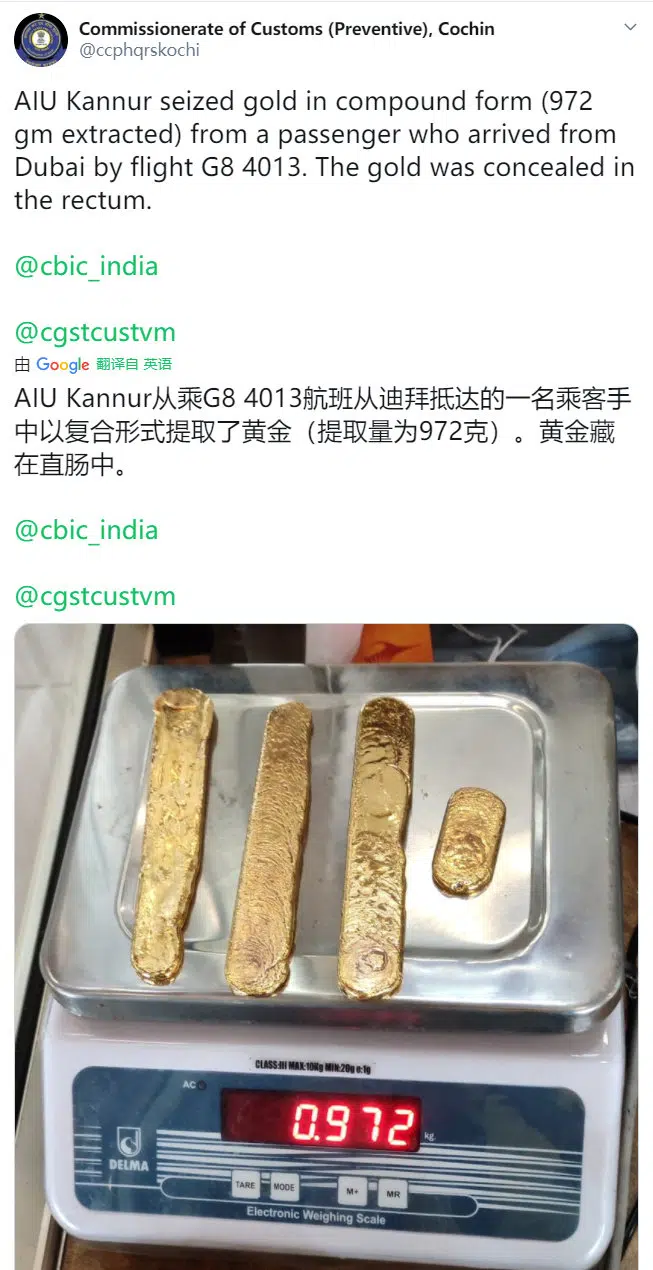 Commissionerate of Customs (Preventive), Cochin
@ccphqrskochi
AIU Kannur seized gold in compound form (972
gm extracted) from a passenger who arrived from
Dubai by flight G8 4013. The gold was concealed in
the rectum.
@cbic_india
@cgstcustvm
由 Google 翻译自 英语
AIU Kannur从乘G8 4013航班从迪拜抵达的一名乘客手
中以复合形式提取了黄金（提取量为972克）。黄金藏
在直肠中。
@cbic_india
@cgstcustvm
CLASS:III MAX:10Kg MIN:20g e:1g
AC
0.972 kg
DELMA
TARE MODE M+ MR
Electronic Weighing Scale